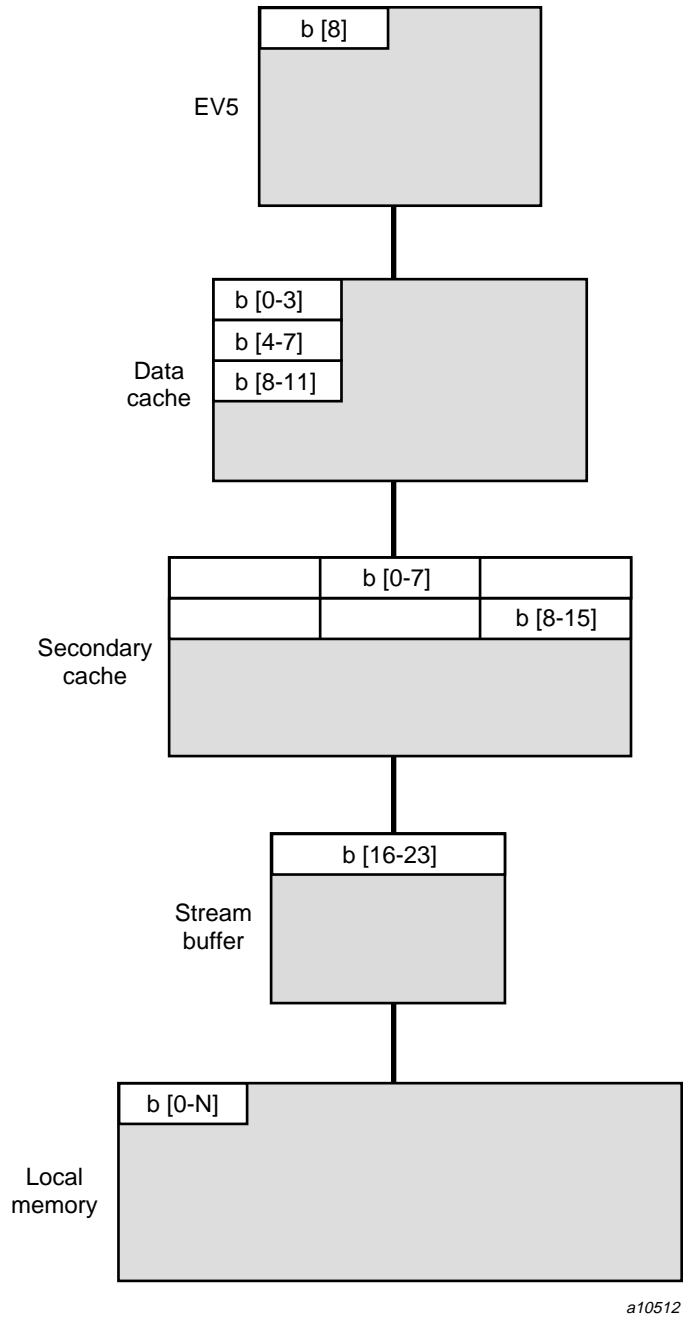 b [8]
EV5
b [0-3]
b [4-7]
b [8-11]
Data
cache
b [0-7]
b [8-15]
Secondary
cache
b [16-23]
Stream
buffer
b [0-N]
Local
memory
a10512